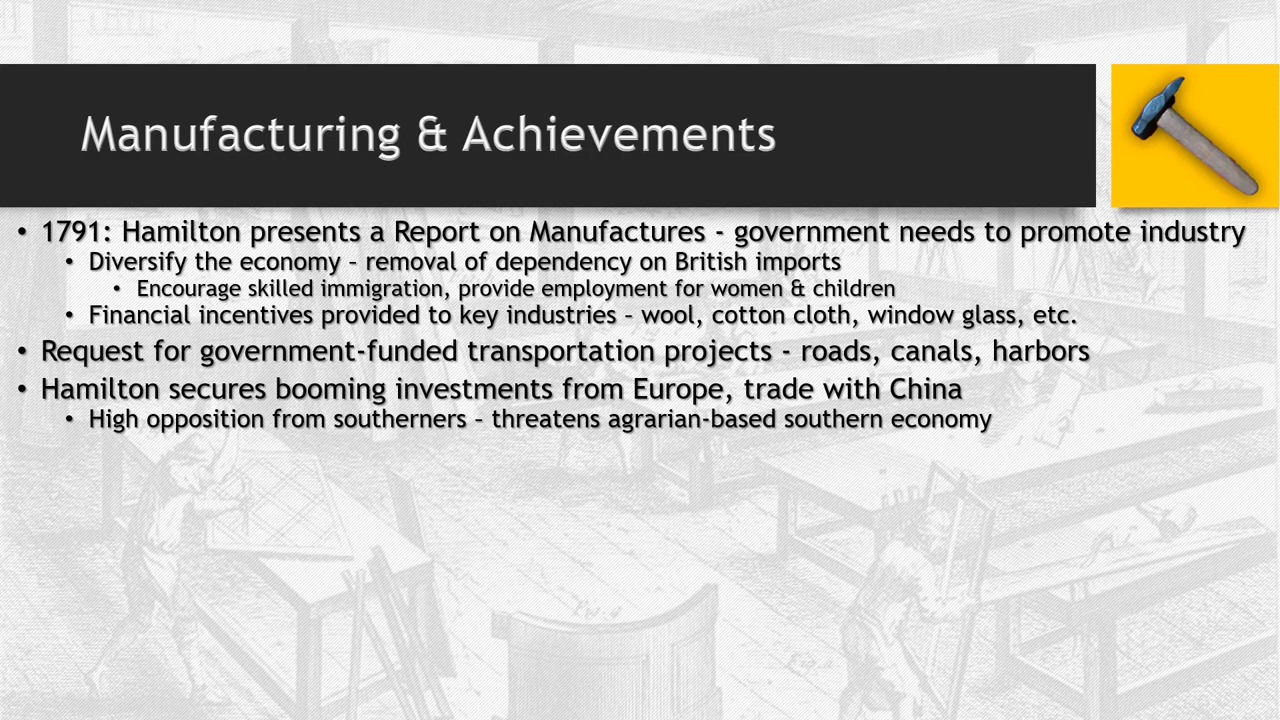 Manufacturing & Achievements
• 1791: Hamilton presents a Report on Manufactures - government needs to promote industry
• Diversify the economy – removal of dependency on British imports
• Encourage skilled immigration, provide employment for women & children
• Financial incentives provided to key industries – wool, cotton cloth, window glass, etc.
• Request for government-funded transportation projects - roads, canals, harbors
• Hamilton secures booming investments from Europe, trade with China
• High opposition from southerners – threatens agrarian-based southern economy